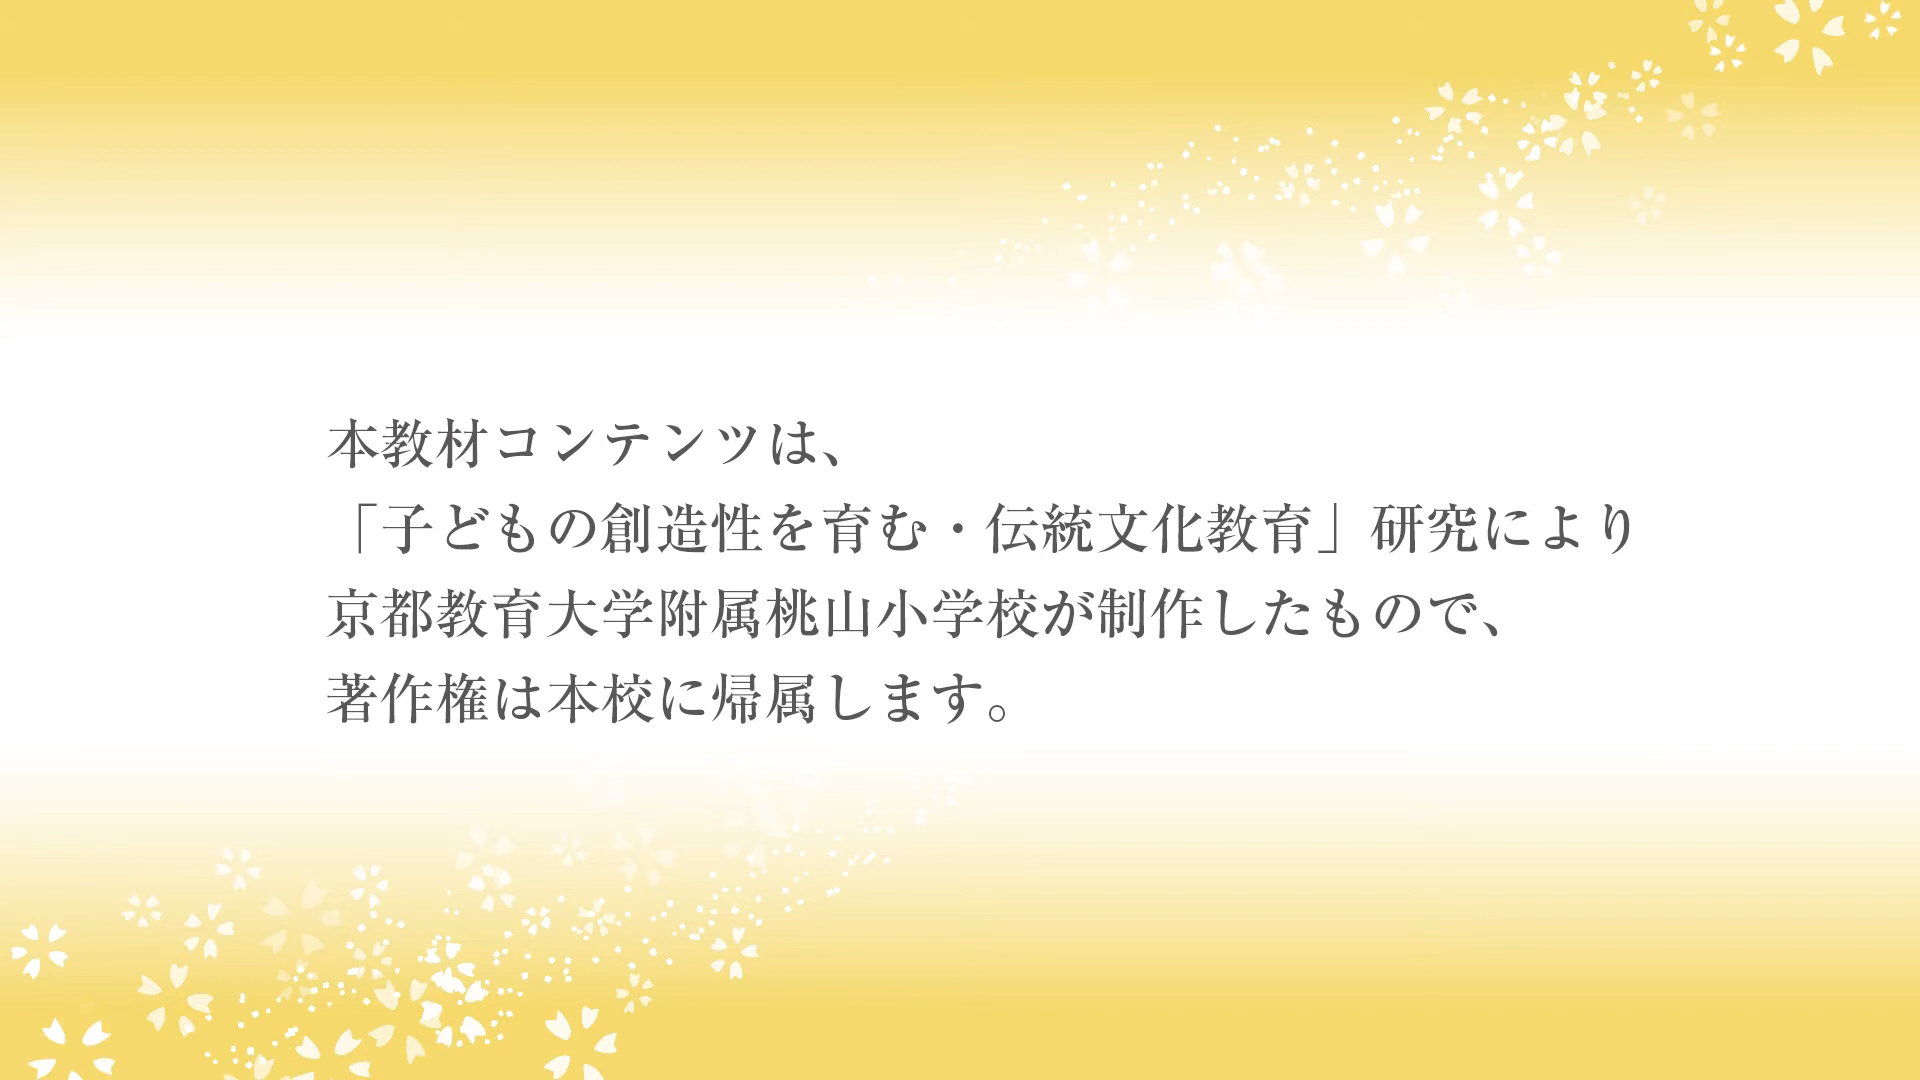 本教材コンテンツは、
「子どもの創造性を育む・伝統文化教育」研究により
京都教育大学附属桃山小学校が制作したもので、
著作権は本校に帰属します。